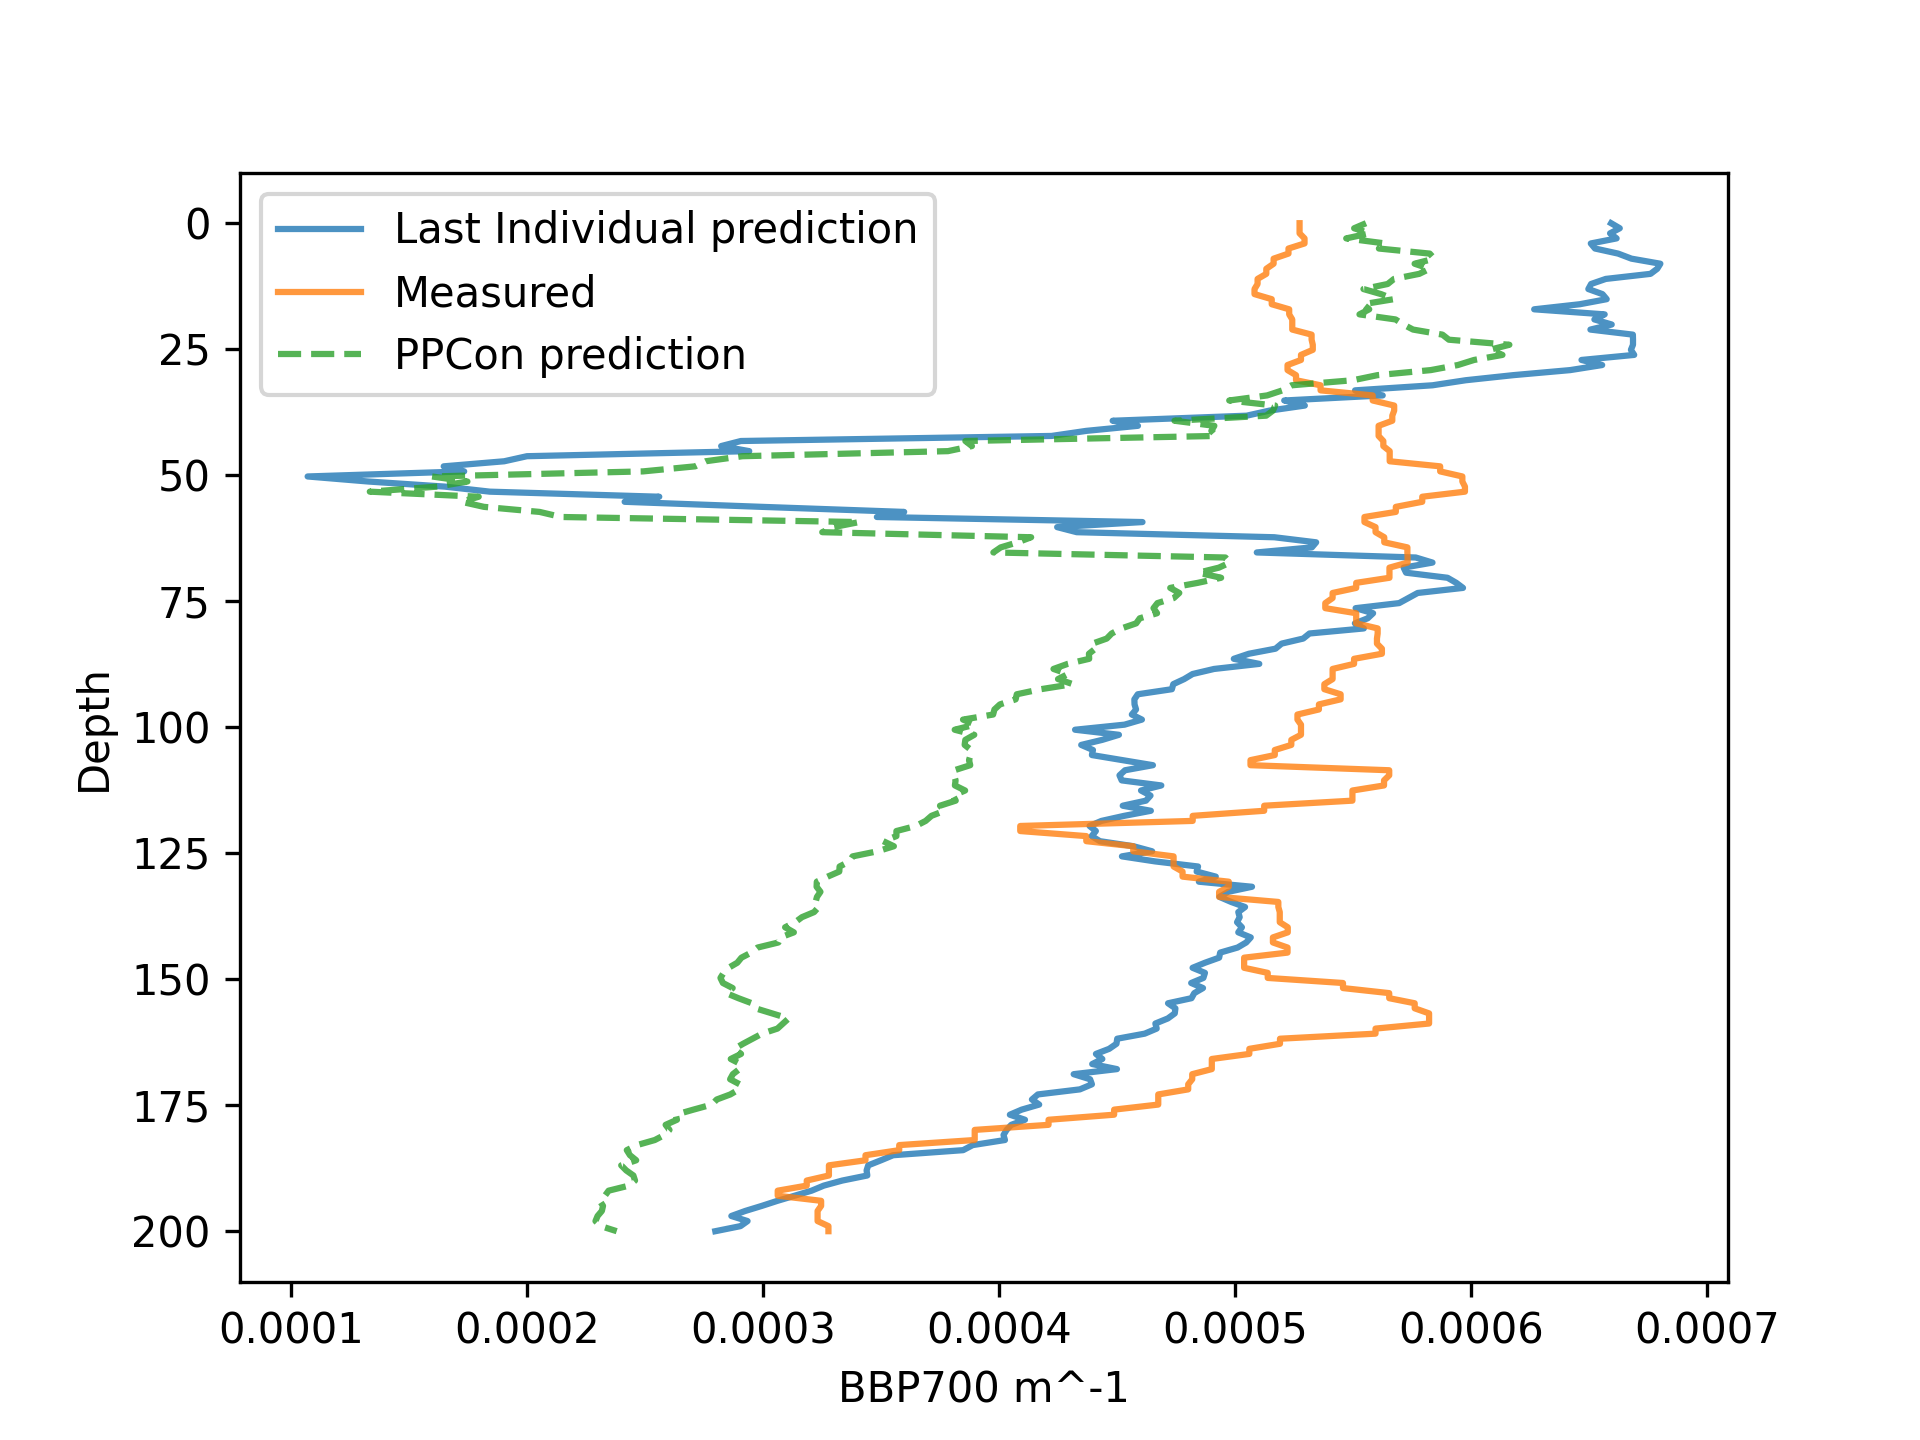 Last Individual prediction
Measured
PPCon prediction
0
25
50
75
100
125
150
175
200
Depth
0.0001 0.0002 0.0003 0.0004 0.0005 0.0006 0.0007
BBP700 m^-1